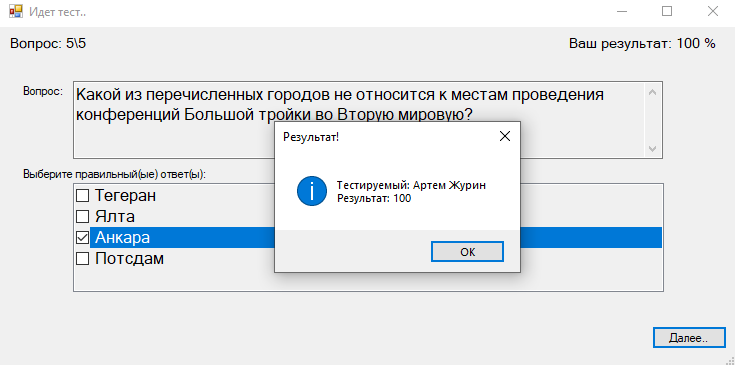 Идет тест..
Вопрос: 5\5
Ваш результат: 100 %
Вопрос:
Какой из перечисленных городов не относится к местам проведения
конференций Большой тройки во Вторую мировую?
Результат!
Тестируемый: Артем Журин
Результат: 100
OK
Выберите правильный(ые) ответ(ы):
Тегеран
Ялта
Анкара
Потсдам
Далее..